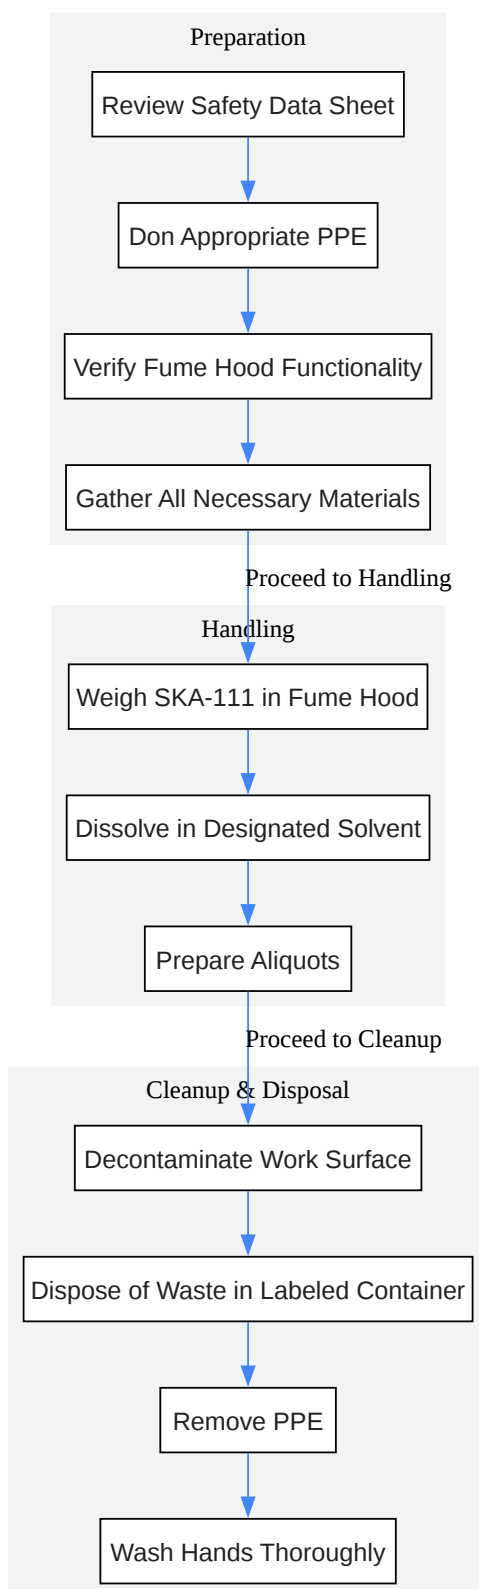 Preparation
Review Safety Data Sheet
Don Appropriate PPE
Verify Fume Hood Functionality
Gather All Necessary Materials
Proceed to Handling
Handling
Weigh SKA-111 in Fume Hood
Dissolve in Designated Solvent
Prepare Aliquots
Proceed to Cleanup
Cleanup & Disposal
Decontaminate Work Surface
Dispose of Waste in Labeled Container
Remove PPE
Wash Hands Thoroughly